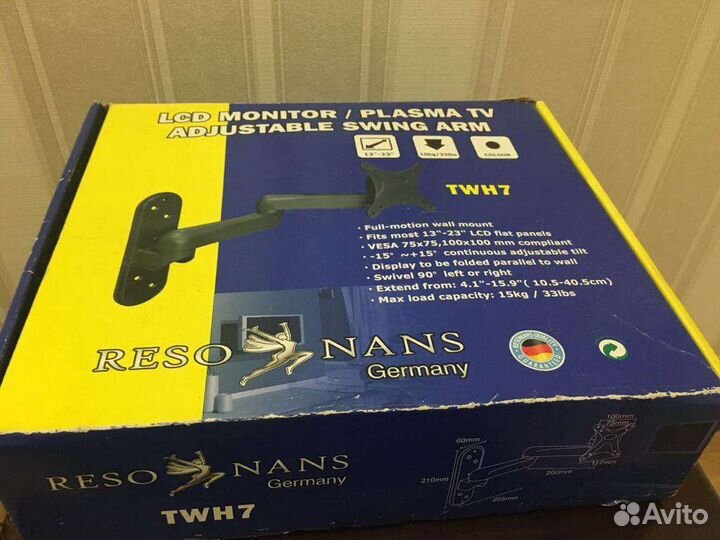 LCD MONITOR / PLASMA TV
ADJUSTABLE SWING ARM
13"-23"
15kg/33lbs
COLOUR
TWH7
· Full-motion wall mount
· Fits most 13"-23" LCD flat panels
· VESA 75x75,100x100 mm compliant
· -15° ~+15° continuous adjustable tilt
· Display to be folded parallel to wall
· Swivel 90° left or right
· Extend from: 4.1"-15.9"( 10.5-40.5cm)
· Max load capacity: 15kg / 33lbs
RESO NANS
Germany
100mm
75mm
60mm
117mm
200mm
210mm
205mm
RESO NANS
Germany
TWH7
Avito